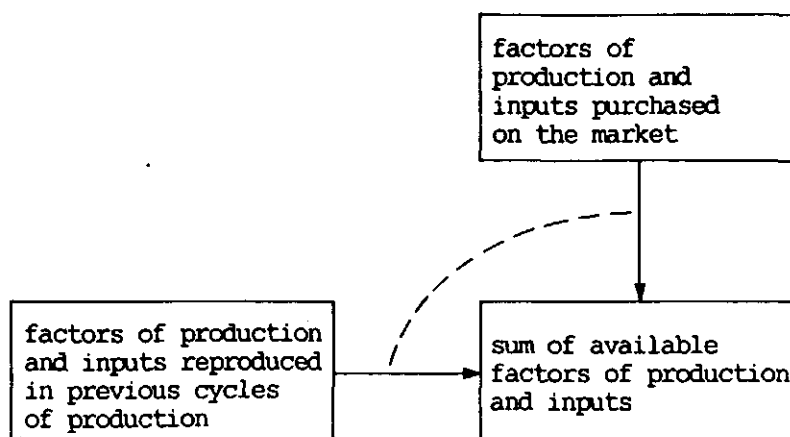 factors of
production and
inputs purchased
on the market
factors of production
and inputs reproduced
in previous cycles
of production
sum of available
factors of production
and inputs